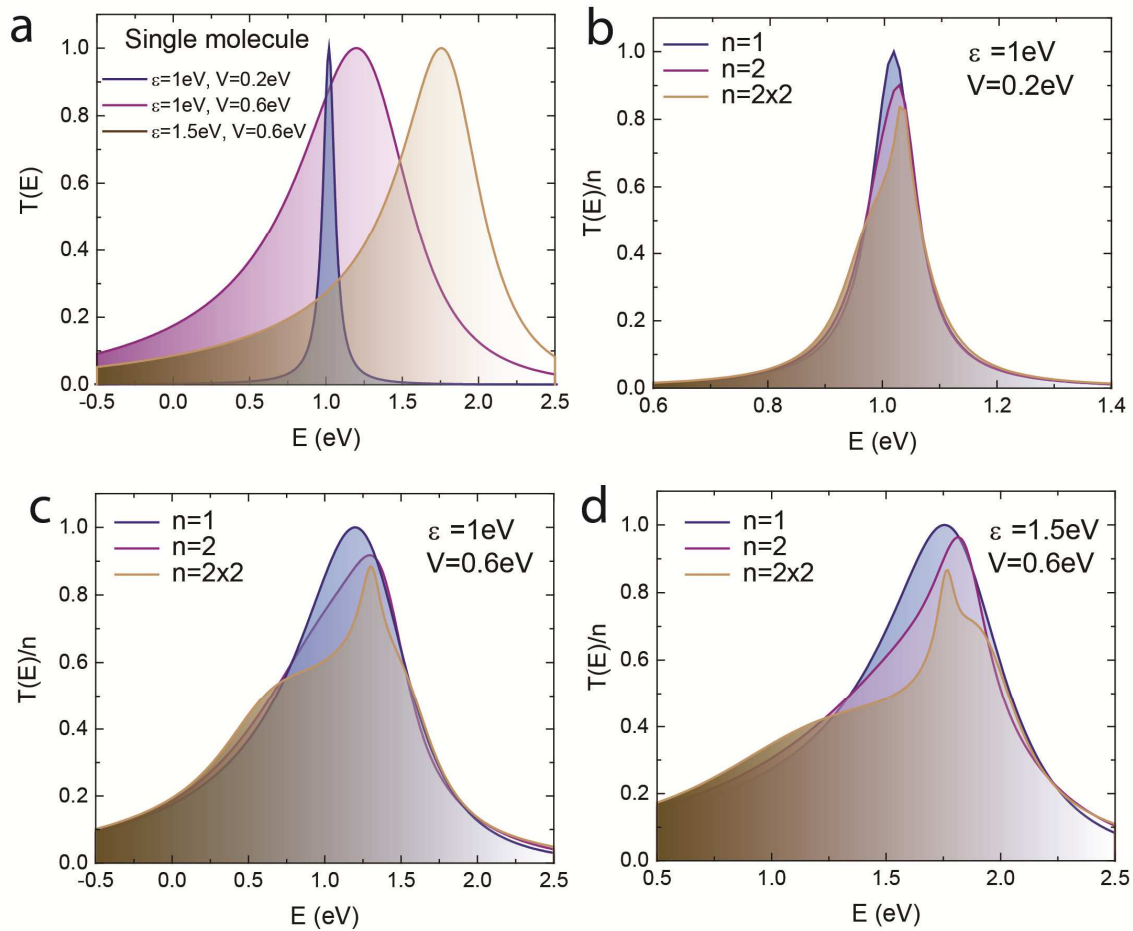 a
Single molecule
ε=1eV, V=0.2eV
ε=1eV, V=0.6eV
ε=1.5eV, V=0.6eV
T(E)
1.0
0.8
0.6
0.4
0.2
0.0
-0.5 0.0 0.5 1.0 1.5 2.0 2.5
E (eV)
b
n=1
n=2
n=2x2
ε =1eV
V=0.2eV
T(E)/n
1.0
0.8
0.6
0.4
0.2
0.0
0.6 0.8 1.0 1.2 1.4
E (eV)
c
n=1
n=2
n=2x2
ε =1eV
V=0.6eV
T(E)/n
1.0
0.8
0.6
0.4
0.2
0.0
-0.5 0.0 0.5 1.0 1.5 2.0 2.5
E (eV)
d
n=1
n=2
n=2x2
ε =1.5eV
V=0.6eV
T(E)/n
1.0
0.8
0.6
0.4
0.2
0.0
0.5 1.0 1.5 2.0 2.5
E (eV)